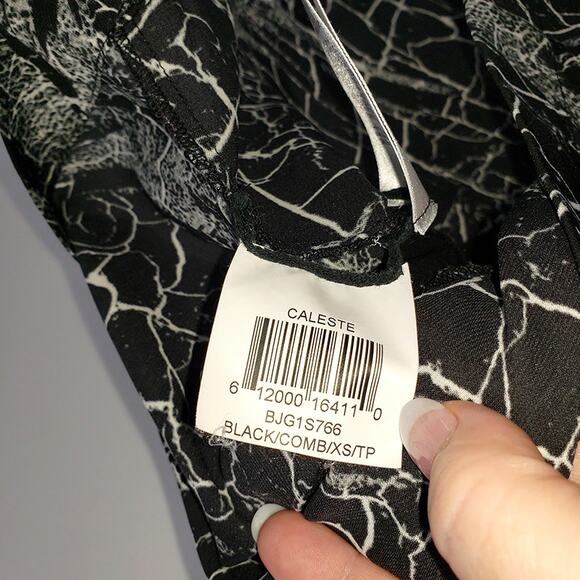 CALESTE
6 12000 16411 0
BJG1S766
BLACK/COMB/XS/TP